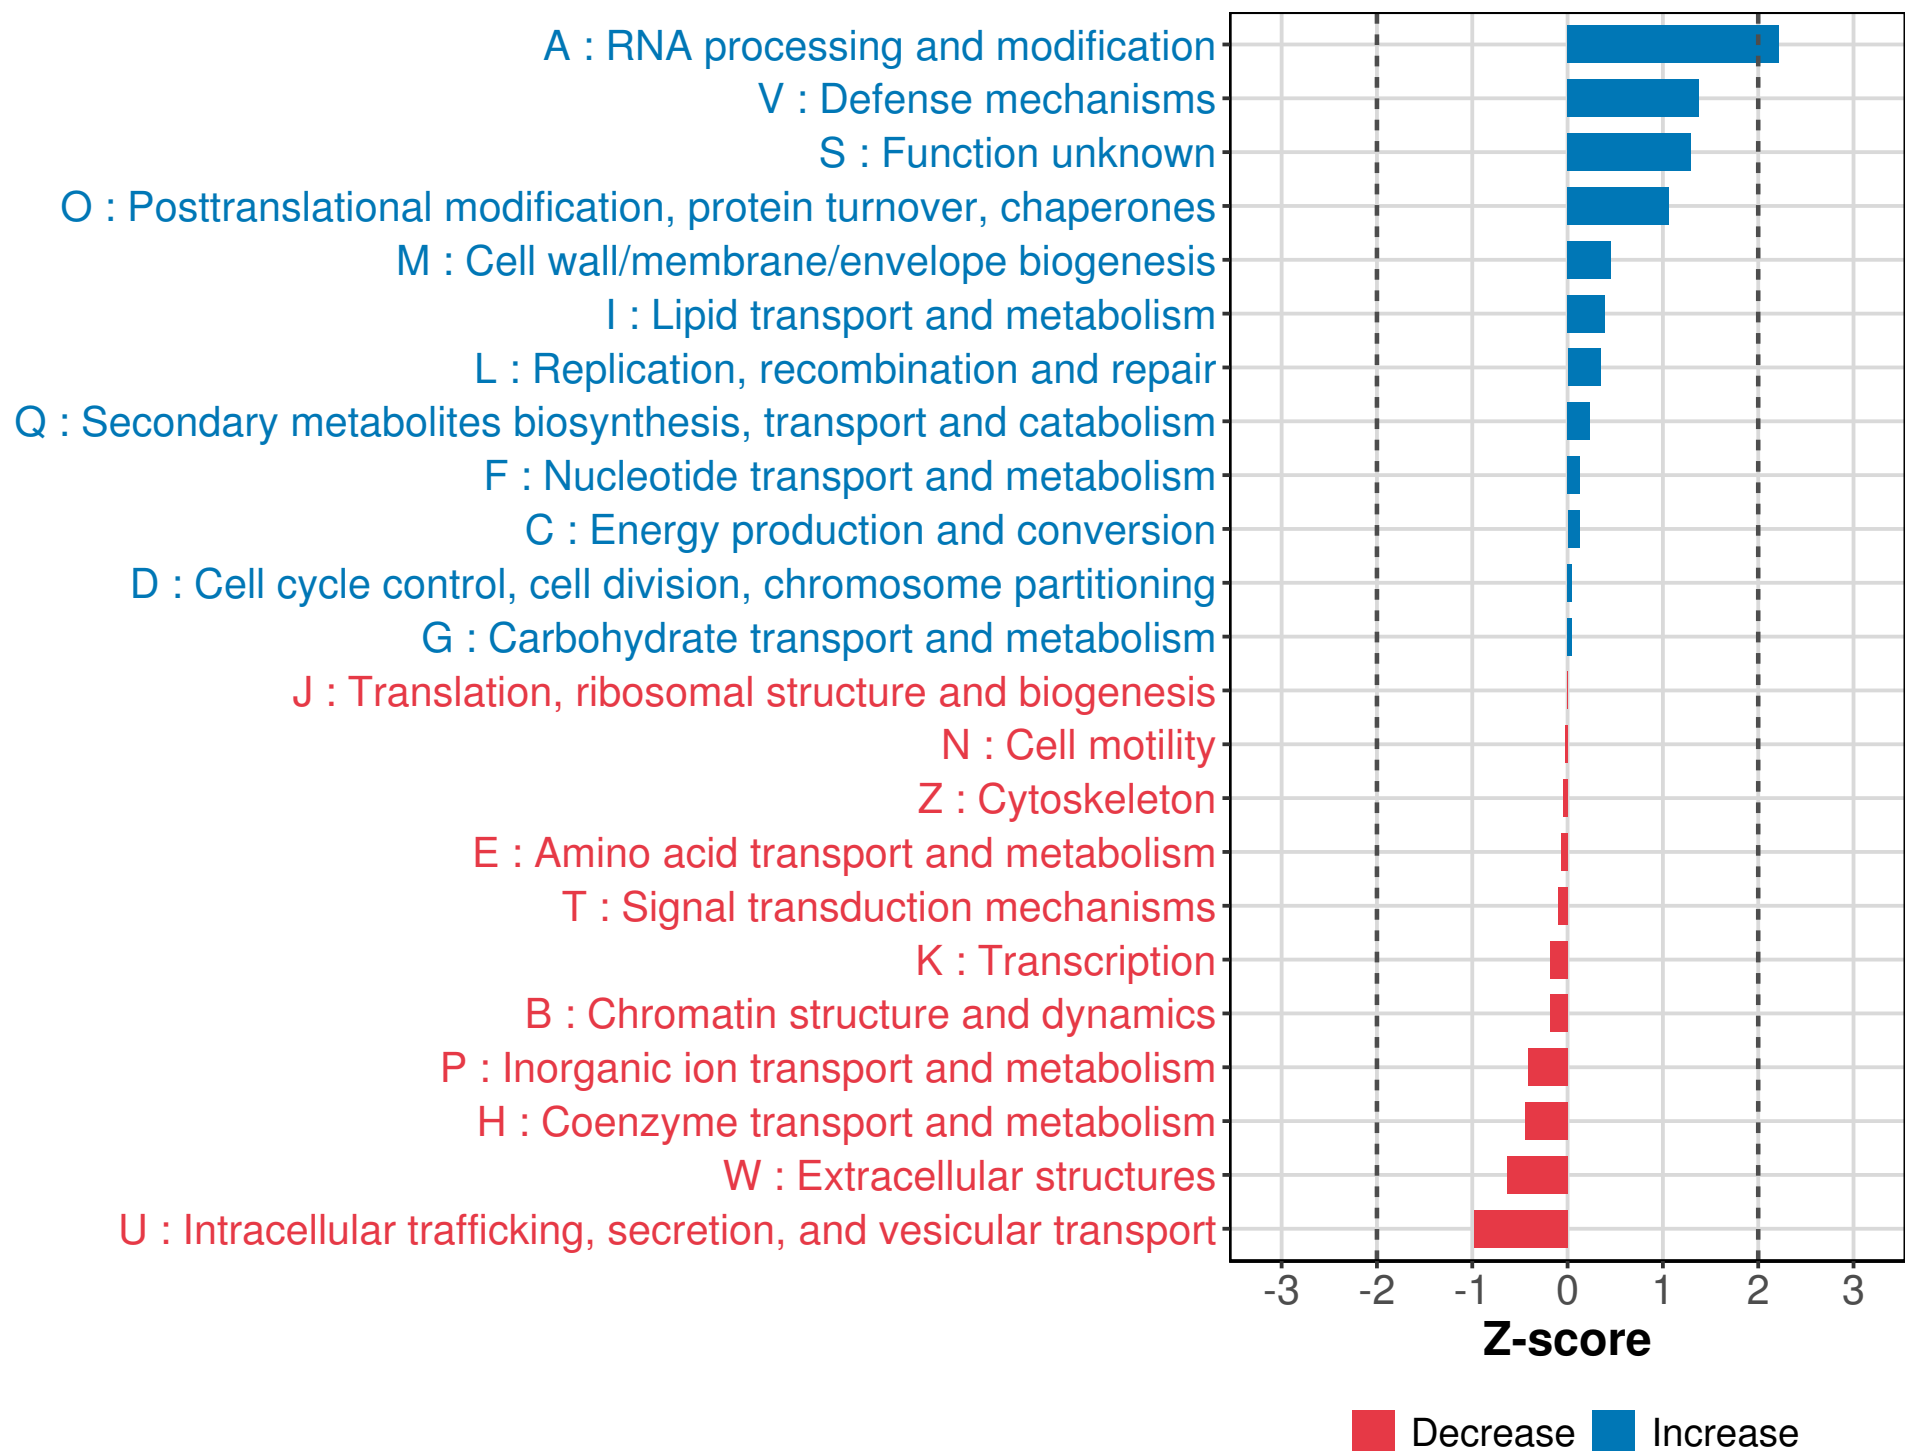 A : RNA processing and modification
V : Defense mechanisms
S : Function unknown
O : Posttranslational modification, protein turnover, chaperones
M : Cell wall/membrane/envelope biogenesis
I : Lipid transport and metabolism
L : Replication, recombination and repair
Q : Secondary metabolites biosynthesis, transport and catabolism
F : Nucleotide transport and metabolism
C : Energy production and conversion
D : Cell cycle control, cell division, chromosome partitioning
G : Carbohydrate transport and metabolism
J : Translation, ribosomal structure and biogenesis
N : Cell motility
Z : Cytoskeleton
E : Amino acid transport and metabolism
T : Signal transduction mechanisms
K : Transcription
B : Chromatin structure and dynamics
P : Inorganic ion transport and metabolism
H : Coenzyme transport and metabolism
W : Extracellular structures
U : Intracellular trafficking, secretion, and vesicular transport
-3 -2 -1 0 1 2 3
Z-score
Decrease Increase